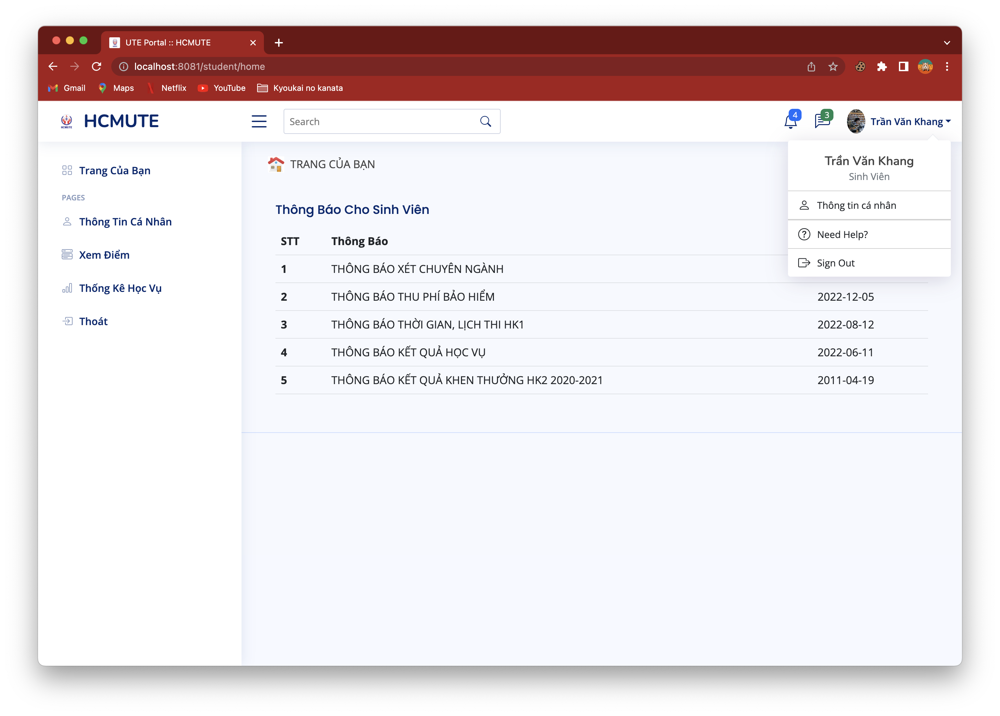 UTE Portal :: HCMUTE
localhost:8081/student/home
Gmail Maps Netflix YouTube Kyoukai no kanata
HCMUTE HCMUTE Search 4 3 Trần Văn Khang
Trang Của Bạn
PAGES
Thông Tin Cá Nhân
Xem Điểm
Thống Kê Học Vụ
Thoát
TRANG CỦA BẠN
Thông Báo Cho Sinh Viên
STT Thông Báo
1 THÔNG BÁO XÉT CHUYÊN NGÀNH
2 THÔNG BÁO THU PHÍ BẢO HIỂM 2022-12-05
3 THÔNG BÁO THỜI GIAN, LỊCH THI HK1 2022-08-12
4 THÔNG BÁO KẾT QUẢ HỌC VỤ 2022-06-11
5 THÔNG BÁO KẾT QUẢ KHEN THƯỞNG HK2 2020-2021 2011-04-19
Trần Văn Khang
Sinh Viên
Thông tin cá nhân
Need Help?
Sign Out